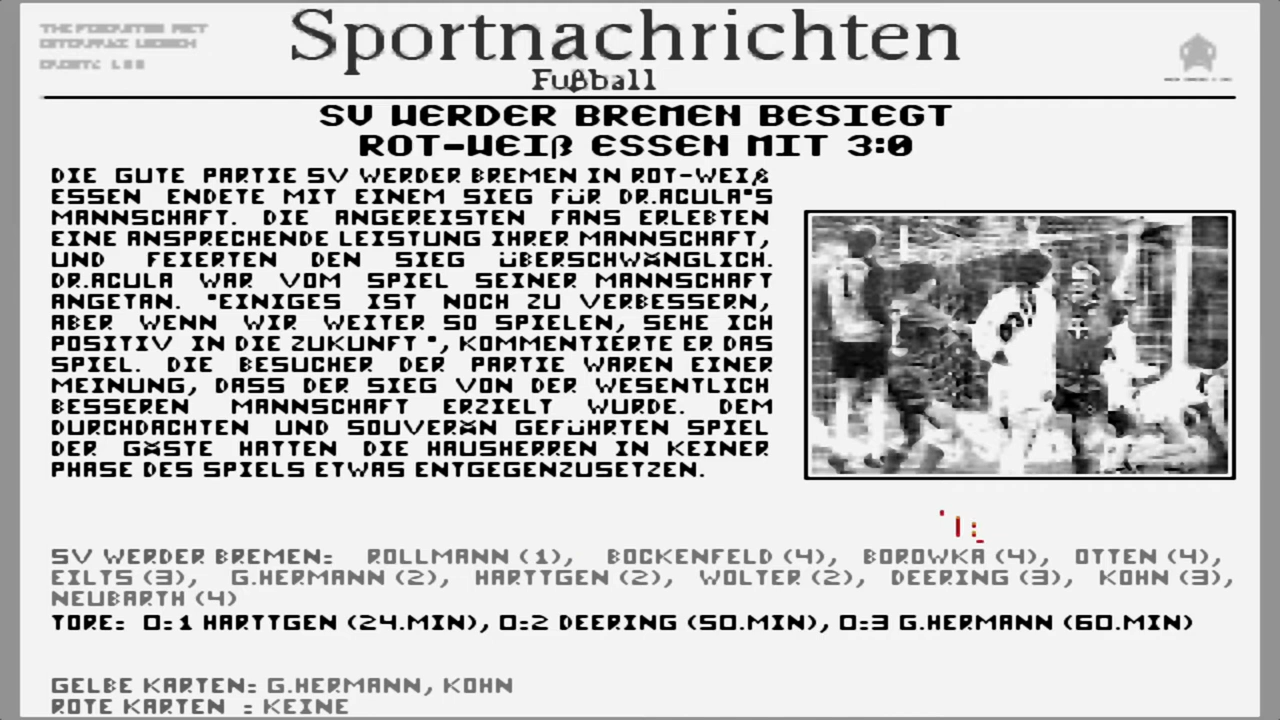 Sportnachrichten
Fußball
SV WERDER BREMEN BESIEGT
ROT-WEIß ESSEN MIT 3:0
DIE GUTE PARTIE SV WERDER BREMEN IN ROT-WEIß
ESSEN ENDETE MIT EINEM SIEG FÜR DR.ACULA"S
MANNSCHAFT. DIE ANGEREISTEN FANS ERLEBTEN
EINE ANSPRECHENDE LEISTUNG IHRER MANNSCHAFT,
UND FEIERTEN DEN SIEG ÜBERSCHWÄNGLICH.
DR.ACULA WAR VOM SPIEL SEINER MANNSCHAFT
ANGETAN. "EINIGES IST NOCH ZU VERBESSERN,
ABER WENN WIR WEITER SO SPIELEN, SEHE ICH
POSITIV IN DIE ZUKUNFT ", KOMMENTIERTE ER DAS
SPIEL. DIE BESUCHER DER PARTIE WAREN EINER
MEINUNG, DASS DER SIEG VON DER WESENTLICH
BESSEREN MANNSCHAFT ERZIELT WURDE. DEM
DURCHDACHTEN UND SOUVERÄN GEFÜHRTEN SPIEL
DER GÄSTE HATTEN DIE HAUSHERREN IN KEINER
PHASE DES SPIELS ETWAS ENTGEGENZUSETZEN.
SV WERDER BREMEN: ROLLMANN (1), BOCKENFELD (4), BOROWKA (4), OTTEN (4),
EILTS (3), G.HERMANN (2), HARTTGEN (2), WOLTER (2), DEERING (3), KOHN (3),
NEUBARTH (4)
TORE: 0:1 HARTTGEN (24.MIN), 0:2 DEERING (50.MIN), 0:3 G.HERMANN (60.MIN)
GELBE KARTEN: G.HERMANN, KOHN
ROTE KARTEN : KEINE